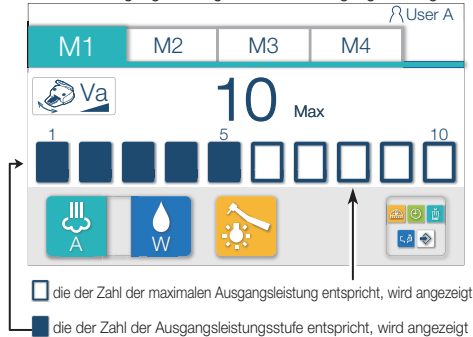 User A
M1 M2 M3 M4
Va 10 Max
1 5 10
A W
die der Zahl der maximalen Ausgangsleistung entspricht, wird angezeigt
die der Zahl der Ausgangsleistungsstufe entspricht, wird angezeigt